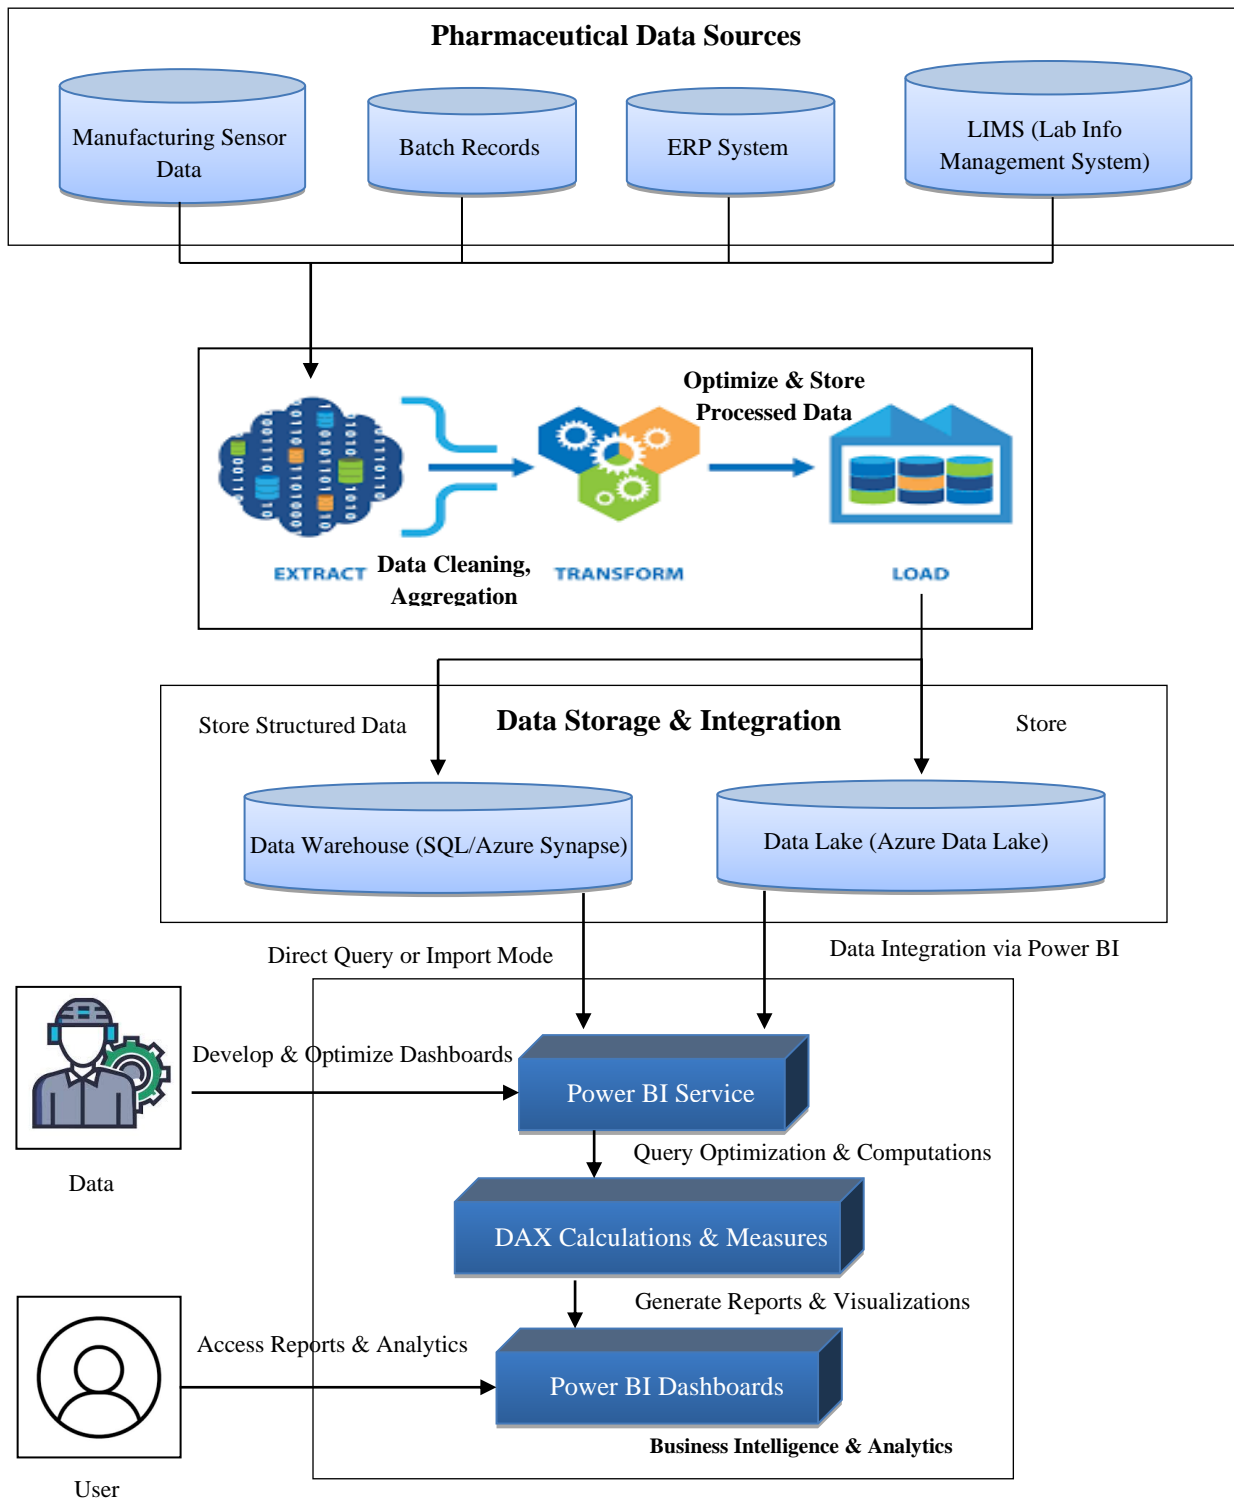 Pharmaceutical Data Sources
Manufacturing Sensor
Data
Batch Records
ERP System
LIMS (Lab Info
Management System)
Optimize & Store
Processed Data
EXTRACT
Data Cleaning,
Aggregation
TRANSFORM
LOAD
Store Structured Data
Data Storage & Integration
Store
Data Warehouse (SQL/Azure Synapse)
Data Lake (Azure Data Lake)
Direct Query or Import Mode
Data Integration via Power BI
Develop & Optimize Dashboards
Power BI Service
Data
Query Optimization & Computations
DAX Calculations & Measures
Generate Reports & Visualizations
Access Reports & Analytics
Power BI Dashboards
Business Intelligence & Analytics
User